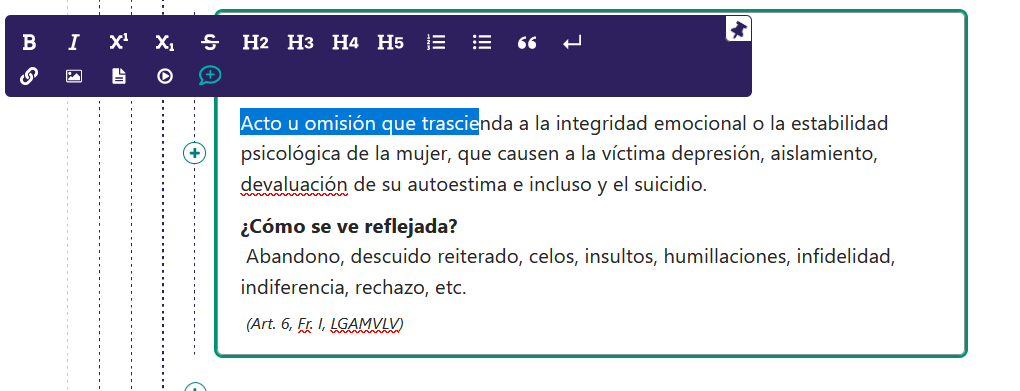 B I X¹ X₁ S H2 H3 H4 H5
Acto u omisión que trascienda a la integridad emocional o la estabilidad
psicológica de la mujer, que causen a la víctima depresión, aislamiento,
devaluación de su autoestima e incluso y el suicidio.
¿Cómo se ve reflejada?
Abandono, descuido reiterado, celos, insultos, humillaciones, infidelidad,
indiferencia, rechazo, etc.
(Art. 6, Fr. I, LGAMVLV)